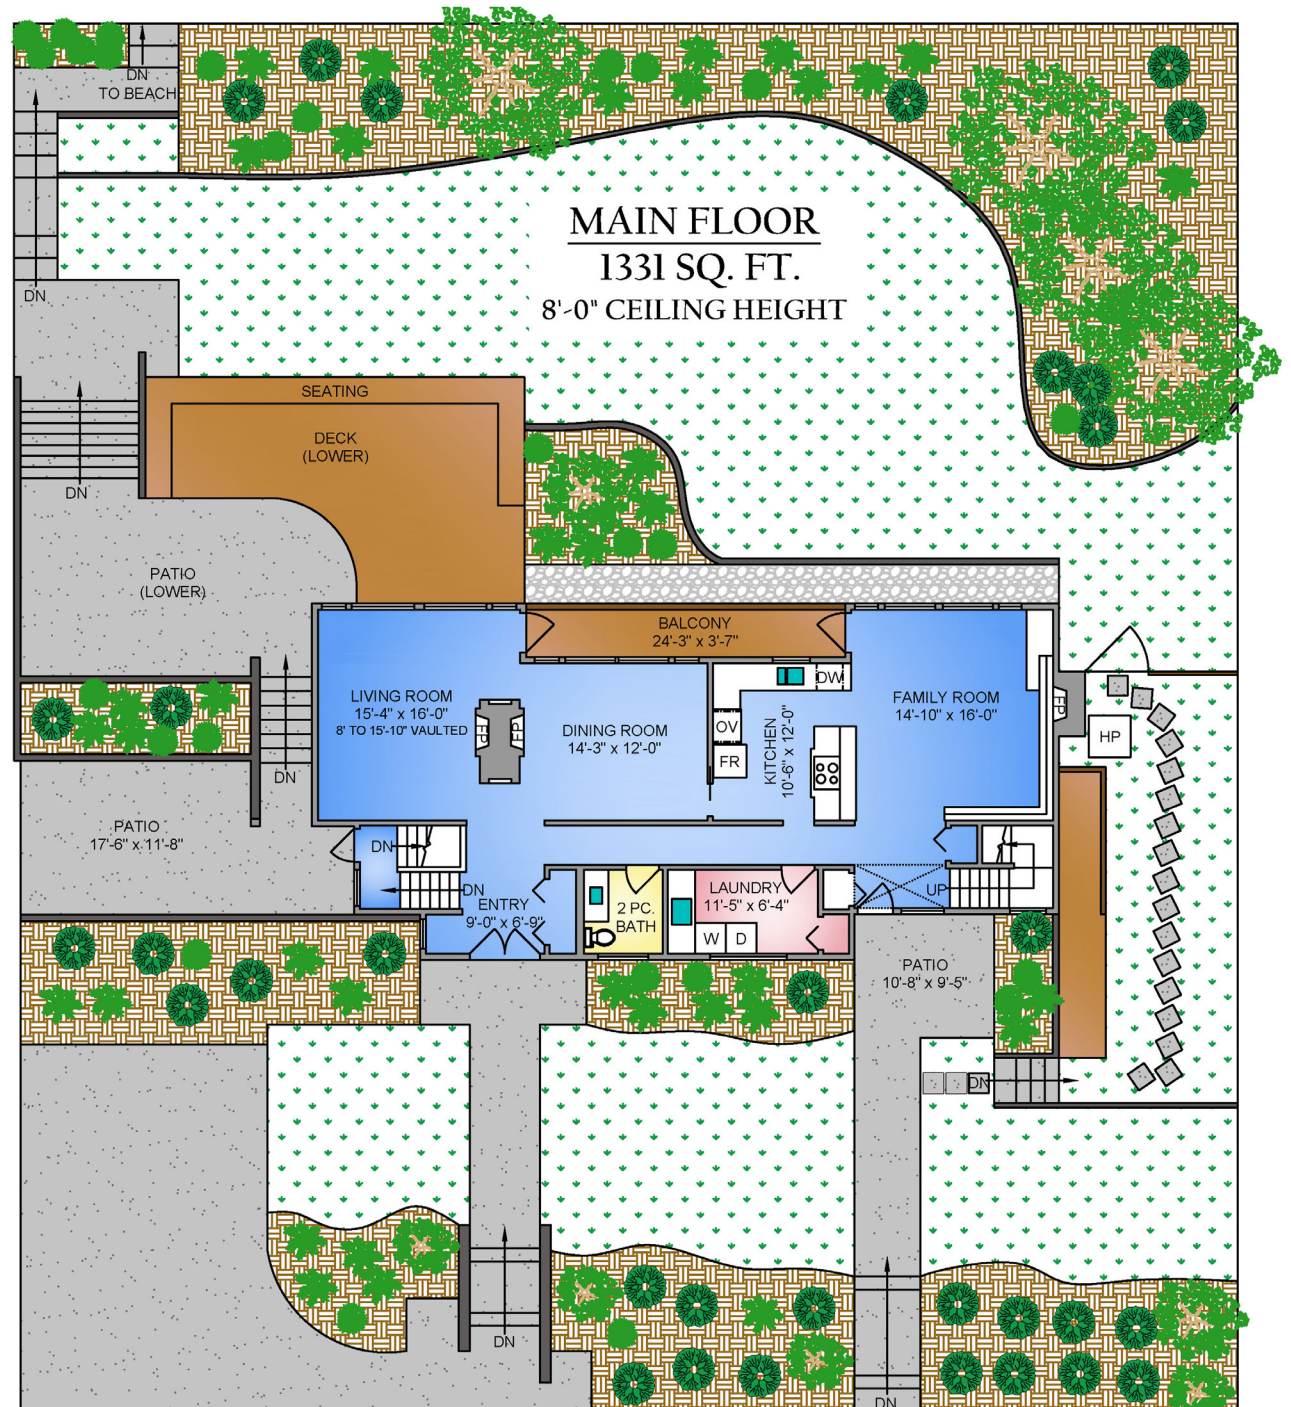 DN
TO BEACH
MAIN FLOOR
1331 SQ. FT.
8'-0" CEILING HEIGHT
DN
SEATING
DECK
(LOWER)
DN
PATIO
(LOWER)
BALCONY
24'-3" x 3'-7"
LIVING ROOM
15'-4" x 16'-0"
8' TO 15'-10" VAULTED
FP
FP
DINING ROOM
14'-3" x 12'-0"
DW
OV
FR
KITCHEN
10'-6" x 12'-0"
FAMILY ROOM
14'-10" x 16'-0"
FP
HP
DN
PATIO
17'-6" x 11'-8"
DN
DN
ENTRY
9'-0" x 6'-9"
2 PC.
BATH
LAUNDRY
11'-5" x 6'-4"
W
D
UP
PATIO
10'-8" x 9'-5"
DN
DN
DN